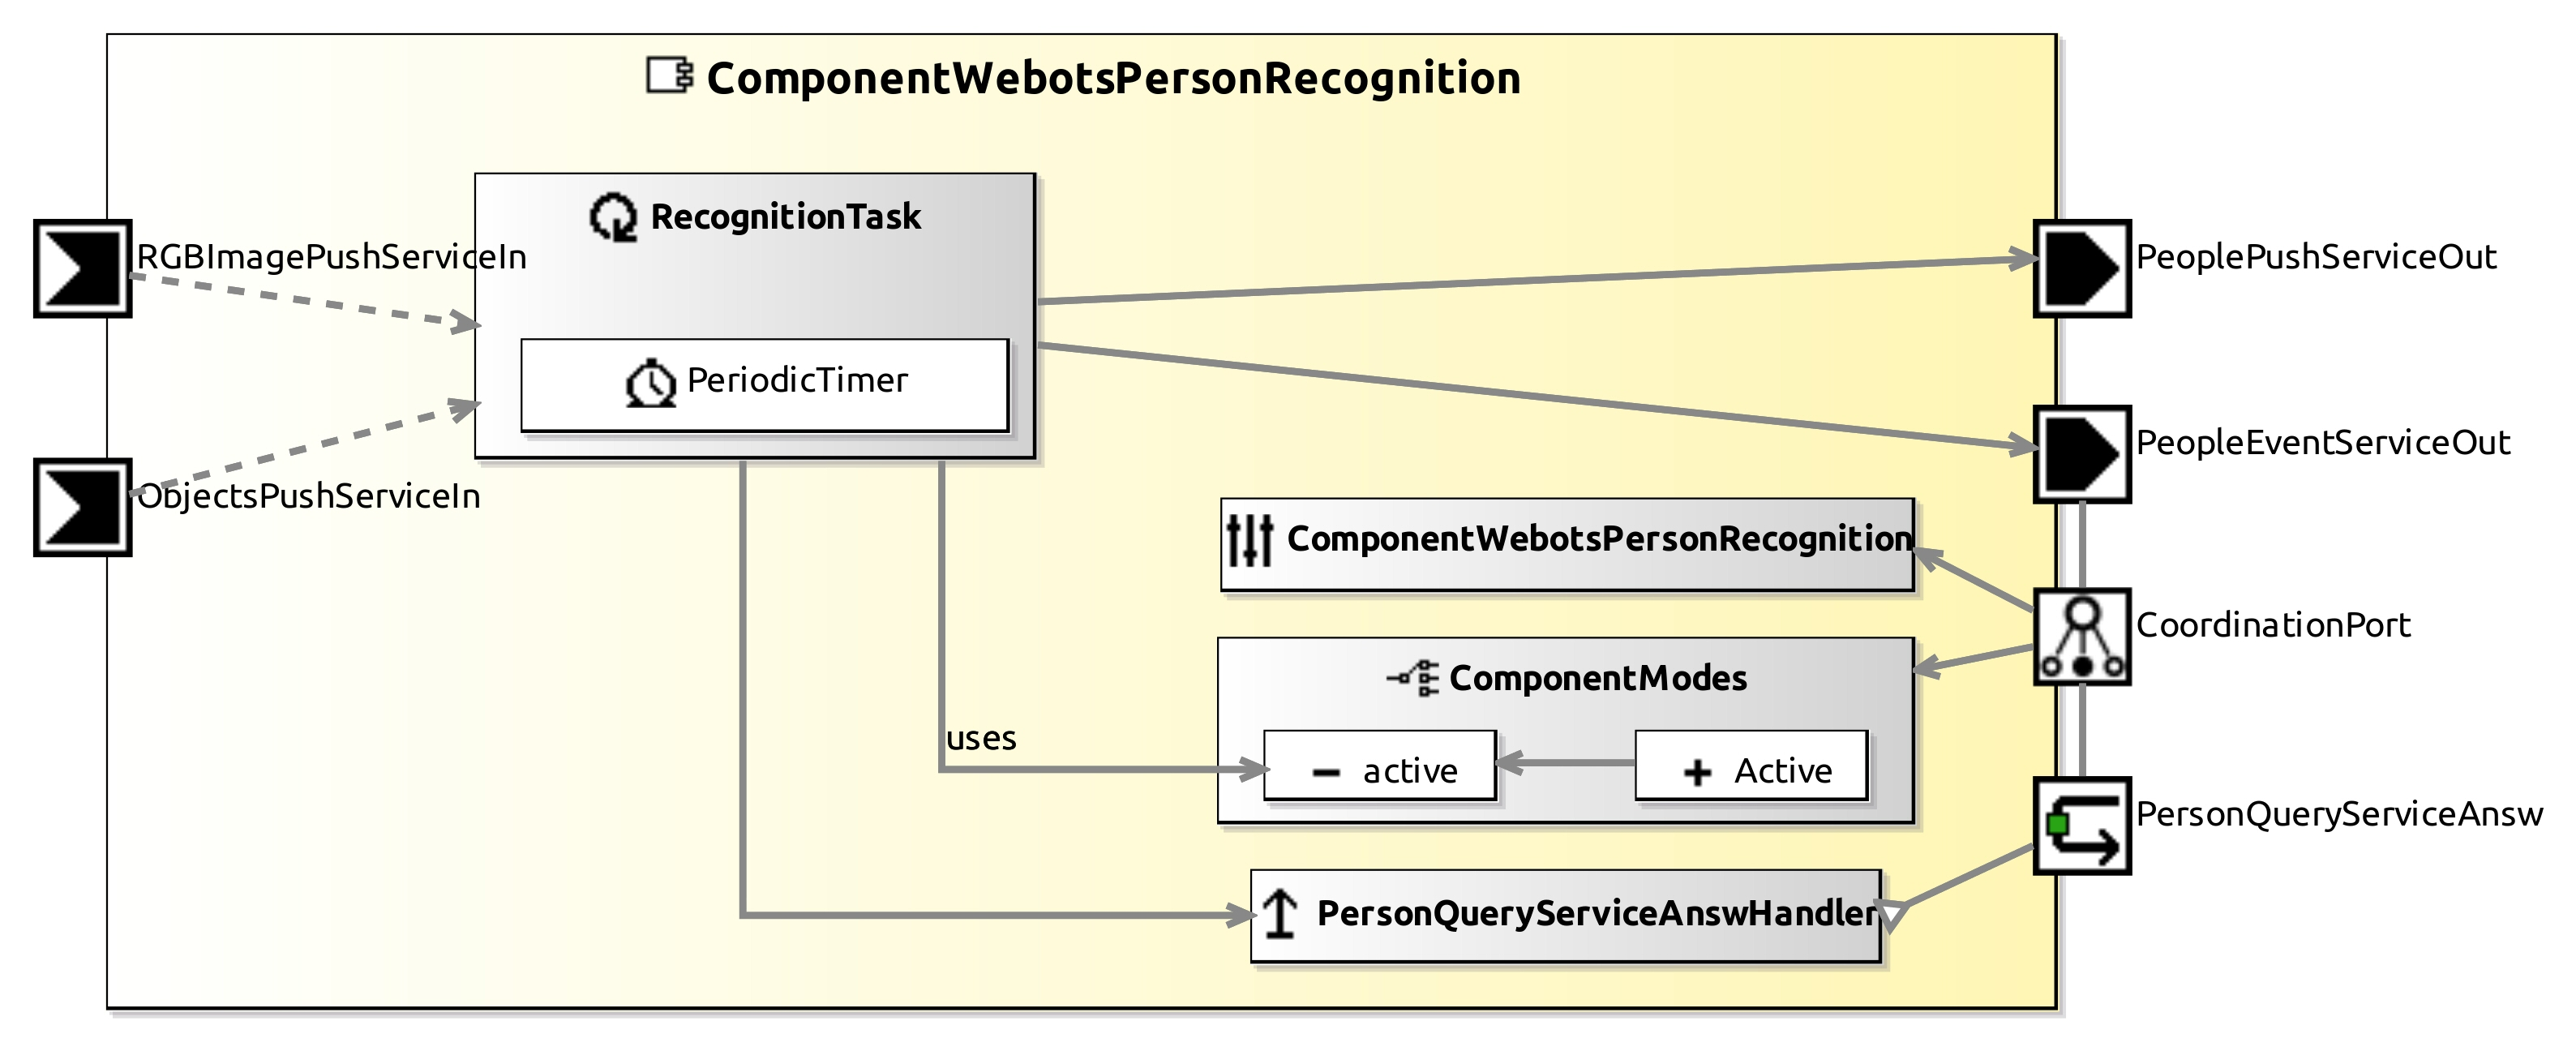 ComponentWebotsPersonRecognition
RecognitionTask
RGBImagePushServiceIn
PeoplePushServiceOut
PeriodicTimer
PeopleEventServiceOut
ObjectsPushServiceIn
ComponentWebotsPersonRecognition
CoordinationPort
ComponentModes
uses
active
Active
PersonQueryServiceAnsw
PersonQueryServiceAnswHandler